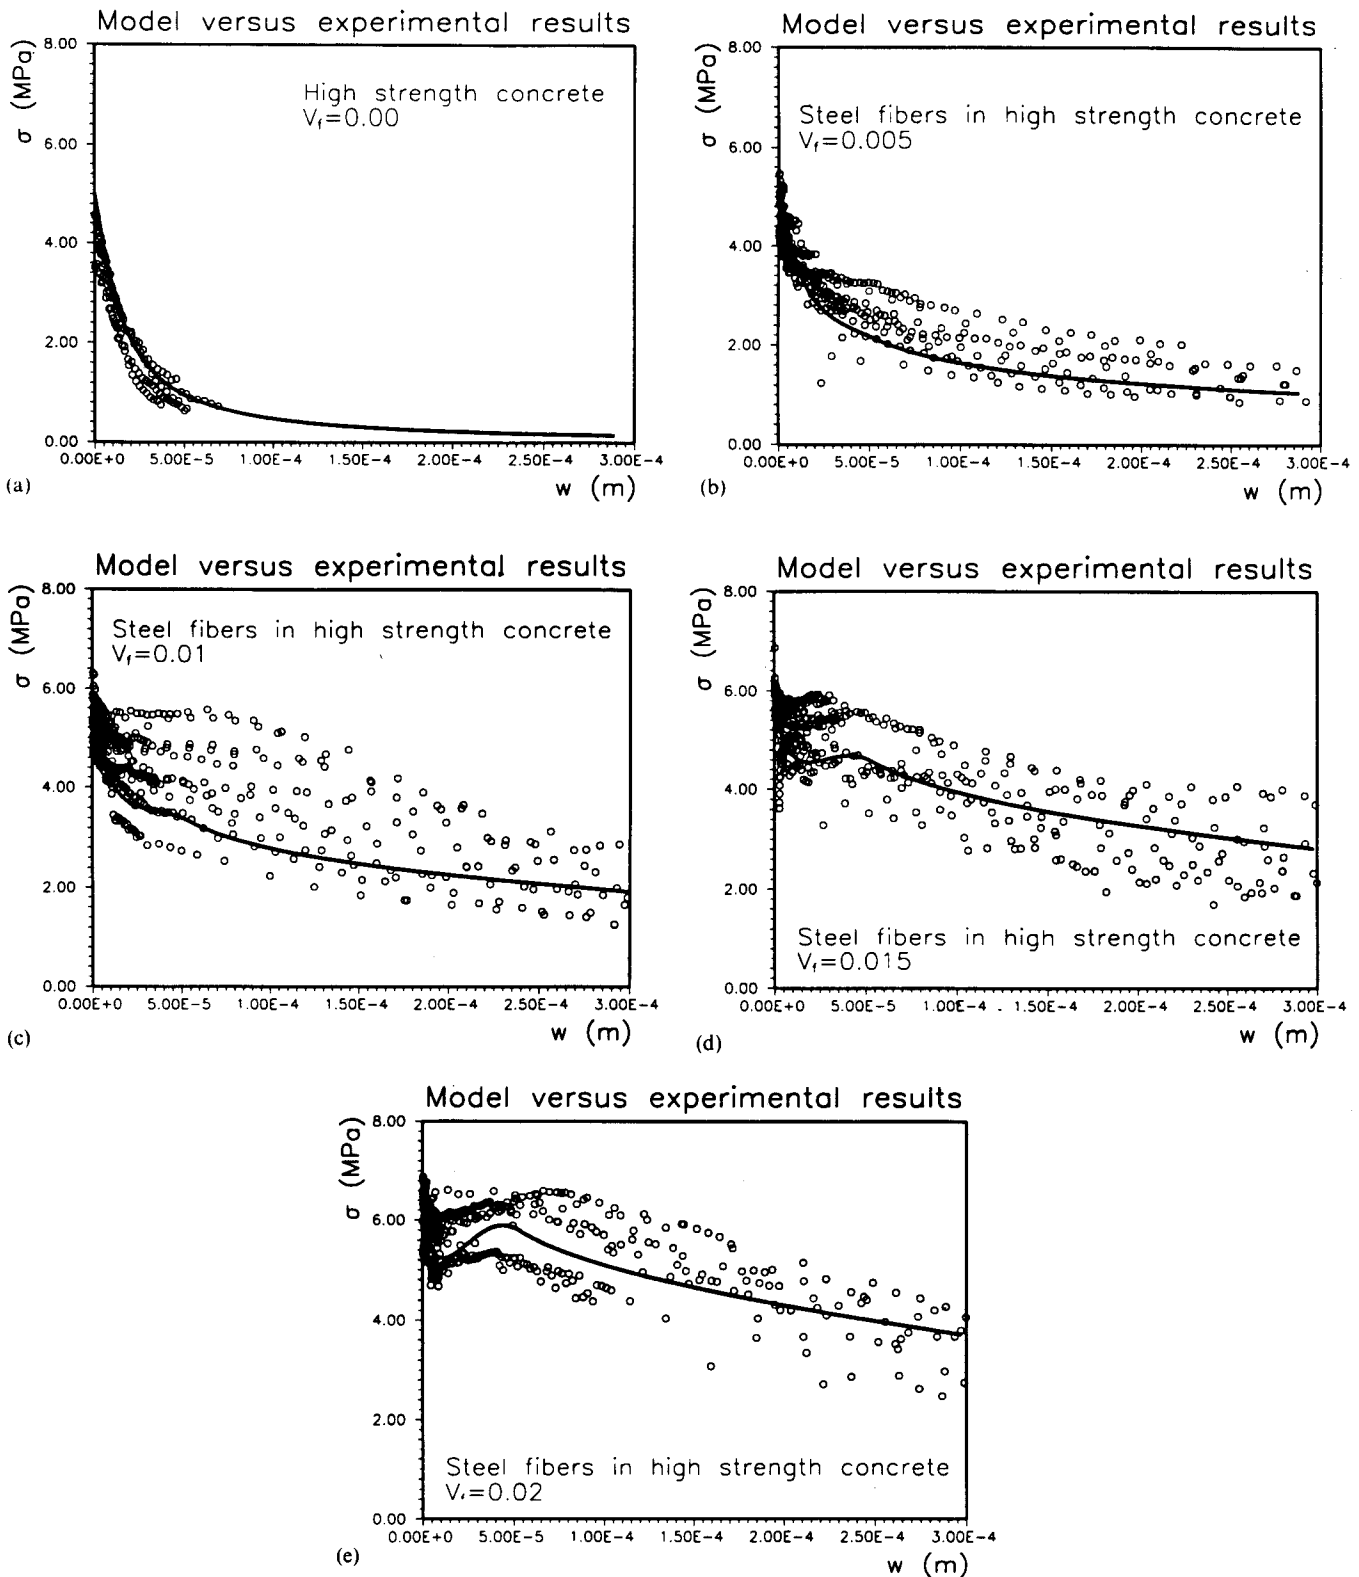 Model versus experimental results
σ (MPa)
8.00
6.00
4.00
2.00
0.00
High strength concrete
Vf=0.00
0.00E+0 5.00E-5 1.00E-4 1.50E-4 2.00E-4 2.50E-4 3.00E-4
w (m)
(a)
Model versus experimental results
σ (MPa)
8.00
6.00
4.00
2.00
0.00
Steel fibers in high strength concrete
Vf=0.005
0.00E+0 5.00E-5 1.00E-4 1.50E-4 2.00E-4 2.50E-4 3.00E-4
w (m)
(b)
Model versus experimental results
σ (MPa)
8.00
6.00
4.00
2.00
0.00
Steel fibers in high strength concrete
Vf=0.01
0.00E+0 5.00E-5 1.00E-4 1.50E-4 2.00E-4 2.50E-4 3.00E-4
w (m)
(c)
Model versus experimental results
σ (MPa)
8.00
6.00
4.00
2.00
0.00
Steel fibers in high strength concrete
Vf=0.015
0.00E+0 5.00E-5 1.00E-4 1.50E-4 2.00E-4 2.50E-4 3.00E-4
w (m)
(d)
Model versus experimental results
σ (MPa)
8.00
6.00
4.00
2.00
0.00
Steel fibers in high strength concrete
Vf=0.02
0.00E+0 5.00E-5 1.00E-4 1.50E-4 2.00E-4 2.50E-4 3.00E-4
w (m)
(e)